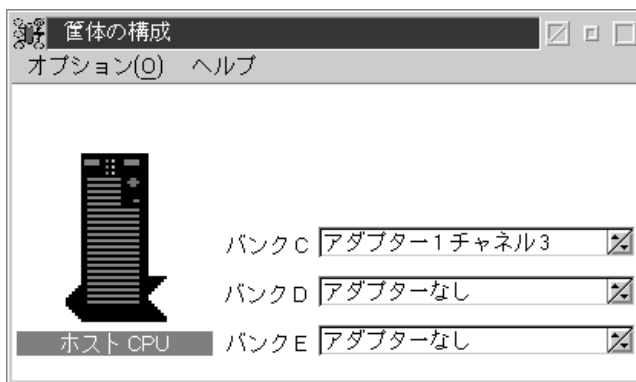 筐体の構成
オプション(O) ヘルプ
バンクC アダプター1チャネル3
バンクD アダプターなし
ホスト CPU バンクE アダプターなし